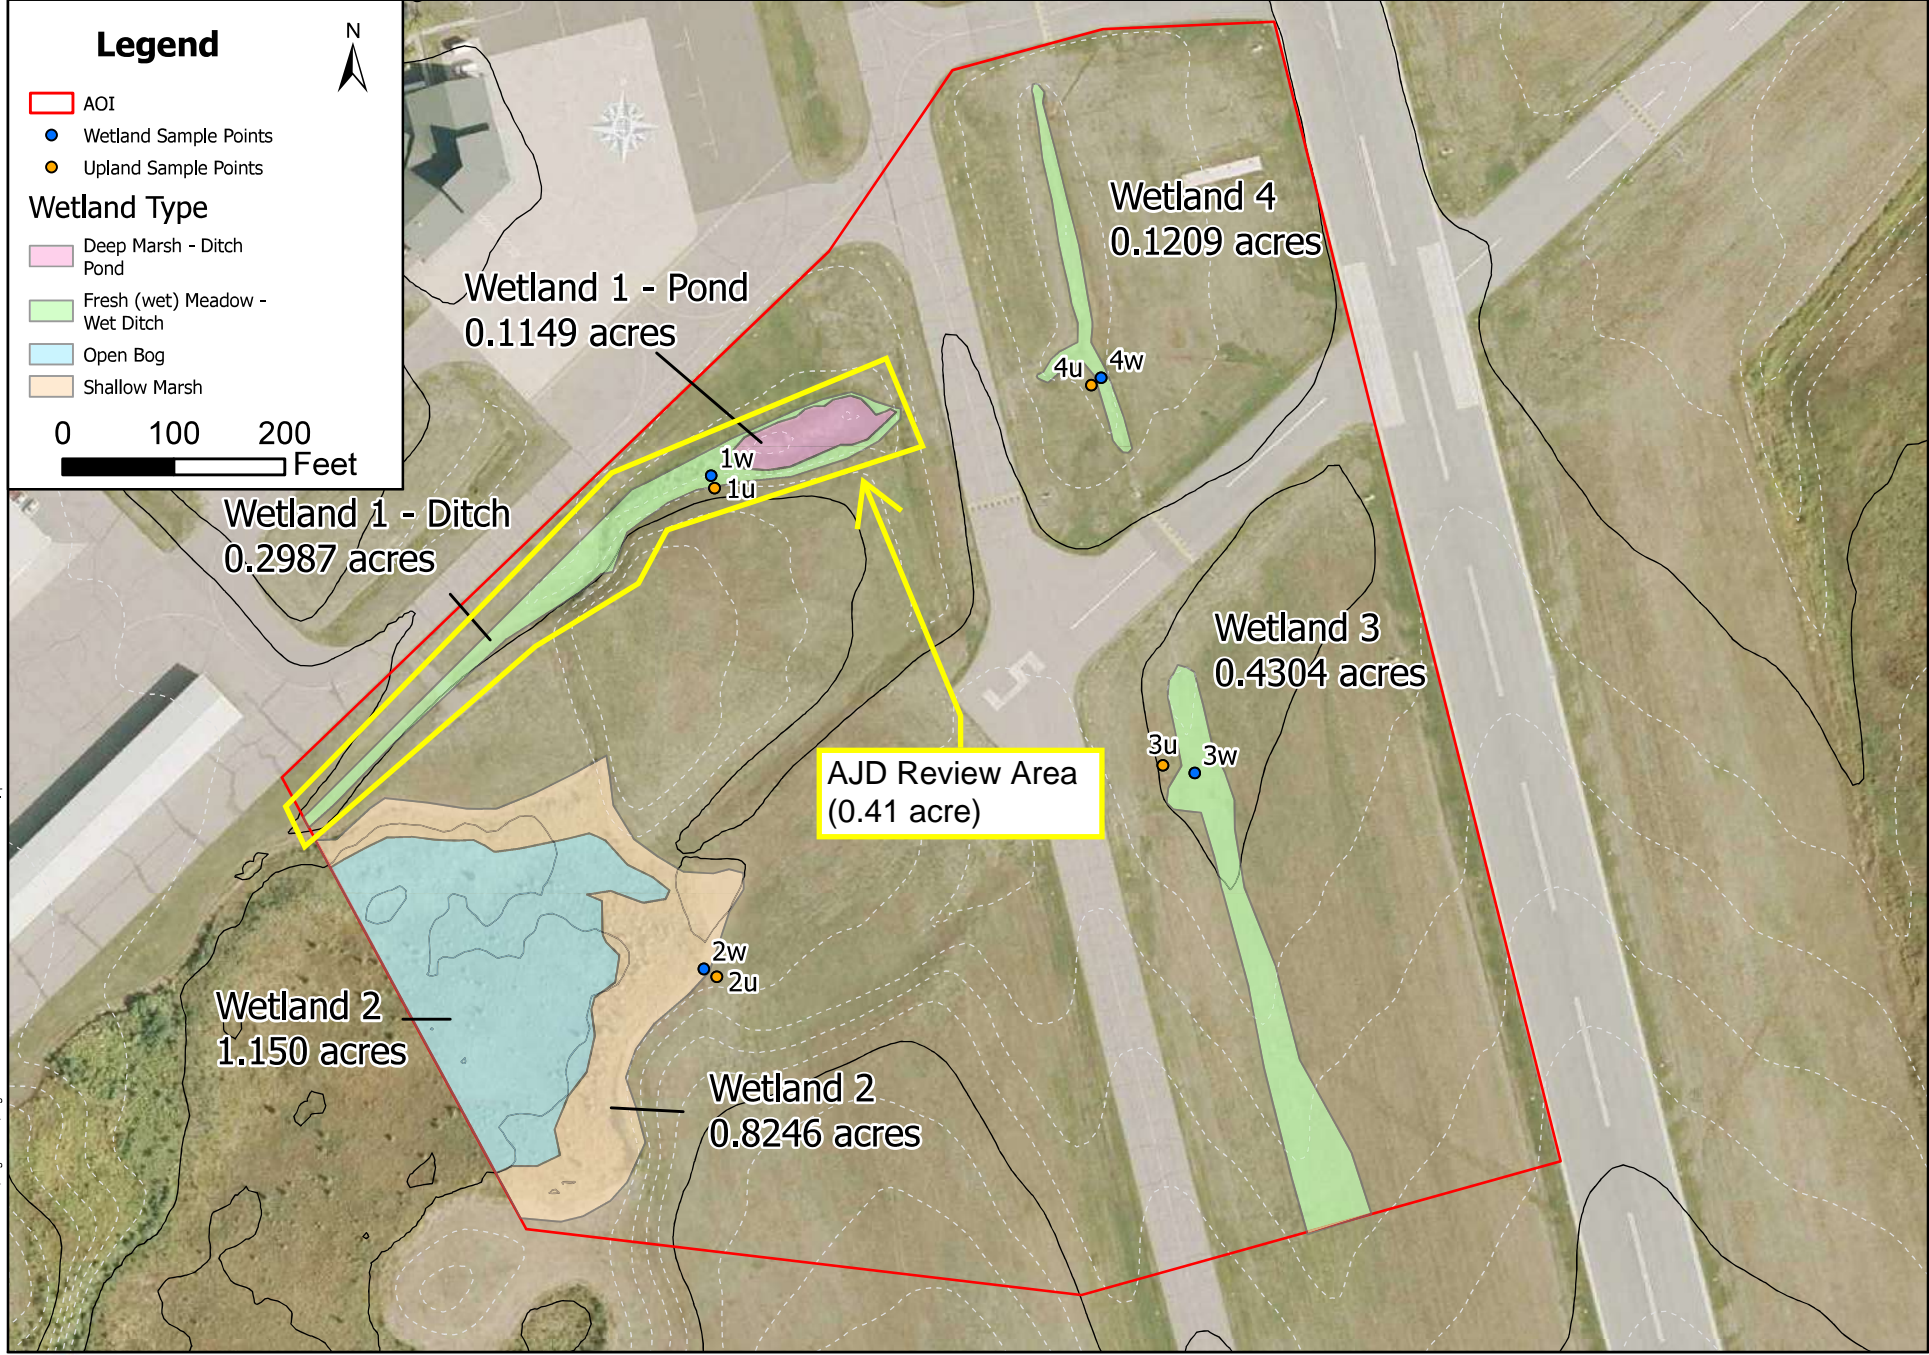 Legend
N
AOI
Wetland Sample Points
Upland Sample Points
Wetland Type
Deep Marsh - Ditch
Pond
Fresh (wet) Meadow -
Wet Ditch
Open Bog
Shallow Marsh
0 100 200
Feet
Wetland 4
0.1209 acres
Wetland 1 - Pond
0.1149 acres
4u
4w
1w
1u
Wetland 1 - Ditch
0.2987 acres
Wetland 3
0.4304 acres
3u
3w
AJD Review Area
(0.41 acre)
2w
2u
Wetland 2
1.150 acres
Wetland 2
0.8246 acres